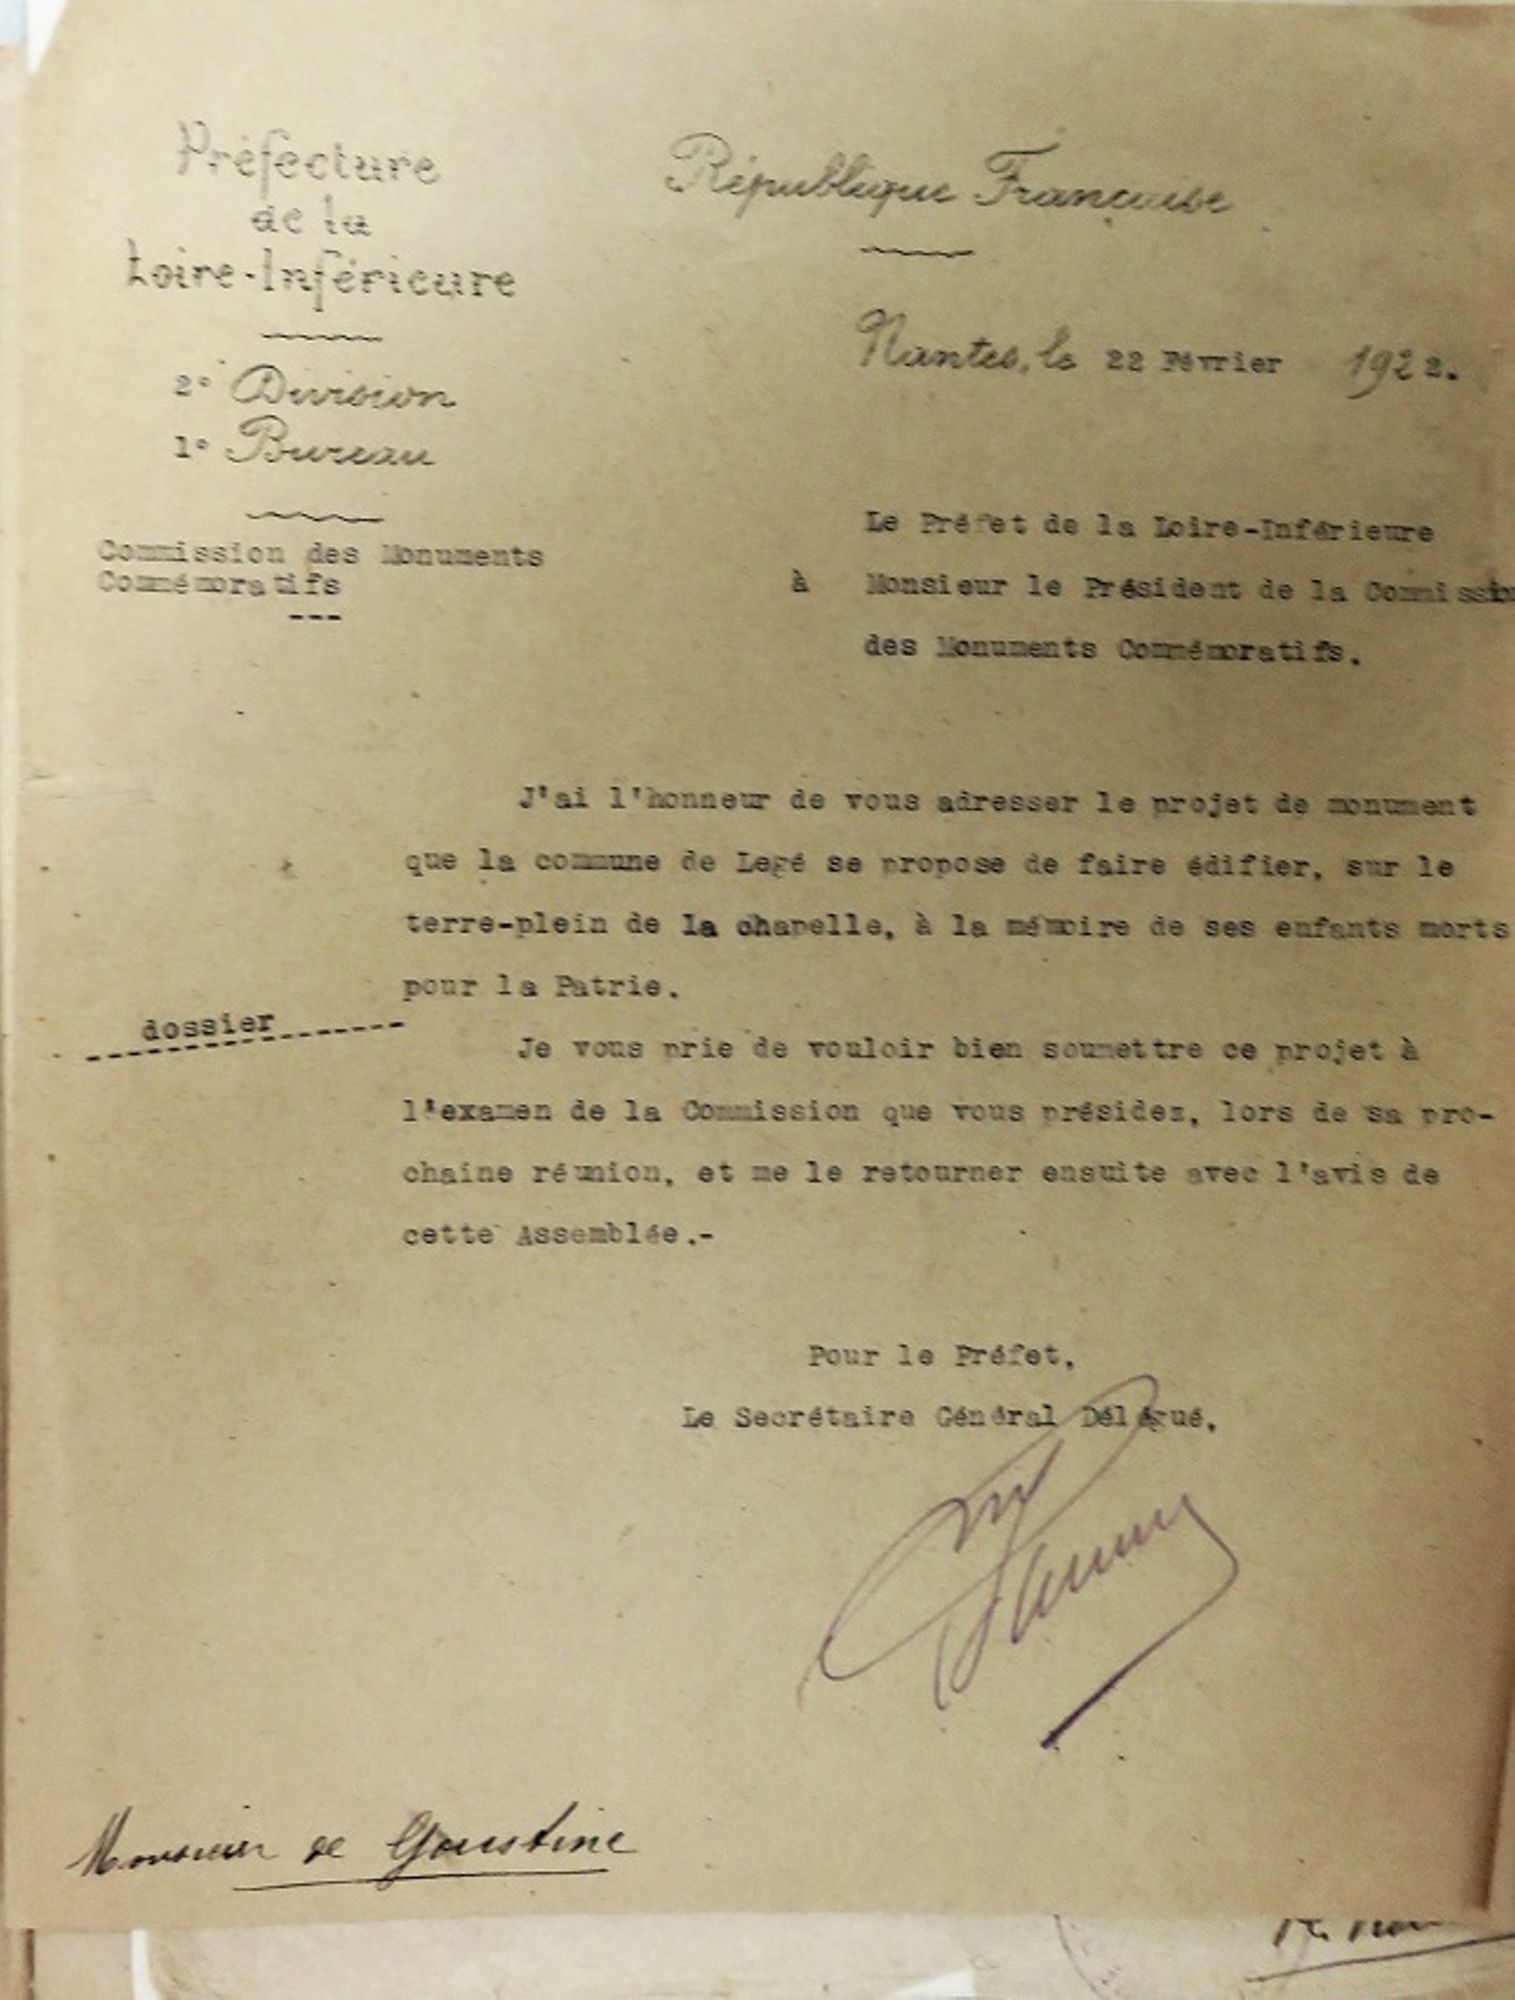 Préfecture
de la
Loire-Inférieure
2e Division
1e Bureau
Commission des Monuments
Commémoratifs
---
République Française
Nantes, le 22 Février 1922.
Le Préfet de la Loire-Inférieure
à Monsieur le Président de la Commission
des Monuments Commémoratifs.
J'ai l'honneur de vous adresser le projet de monument
que la commune de Legé se propose de faire édifier, sur le
terre-plein de la chapelle, à la mémoire de ses enfants morts
pour la Patrie.
dossier
Je vous prie de vouloir bien soumettre ce projet à
l'examen de la Commission que vous présidez, lors de sa pro-
chaine réunion, et me le retourner ensuite avec l'avis de
cette Assemblée.-
Pour le Préfet,
Le Secrétaire Général Délégué,
Monsieur de Goustine